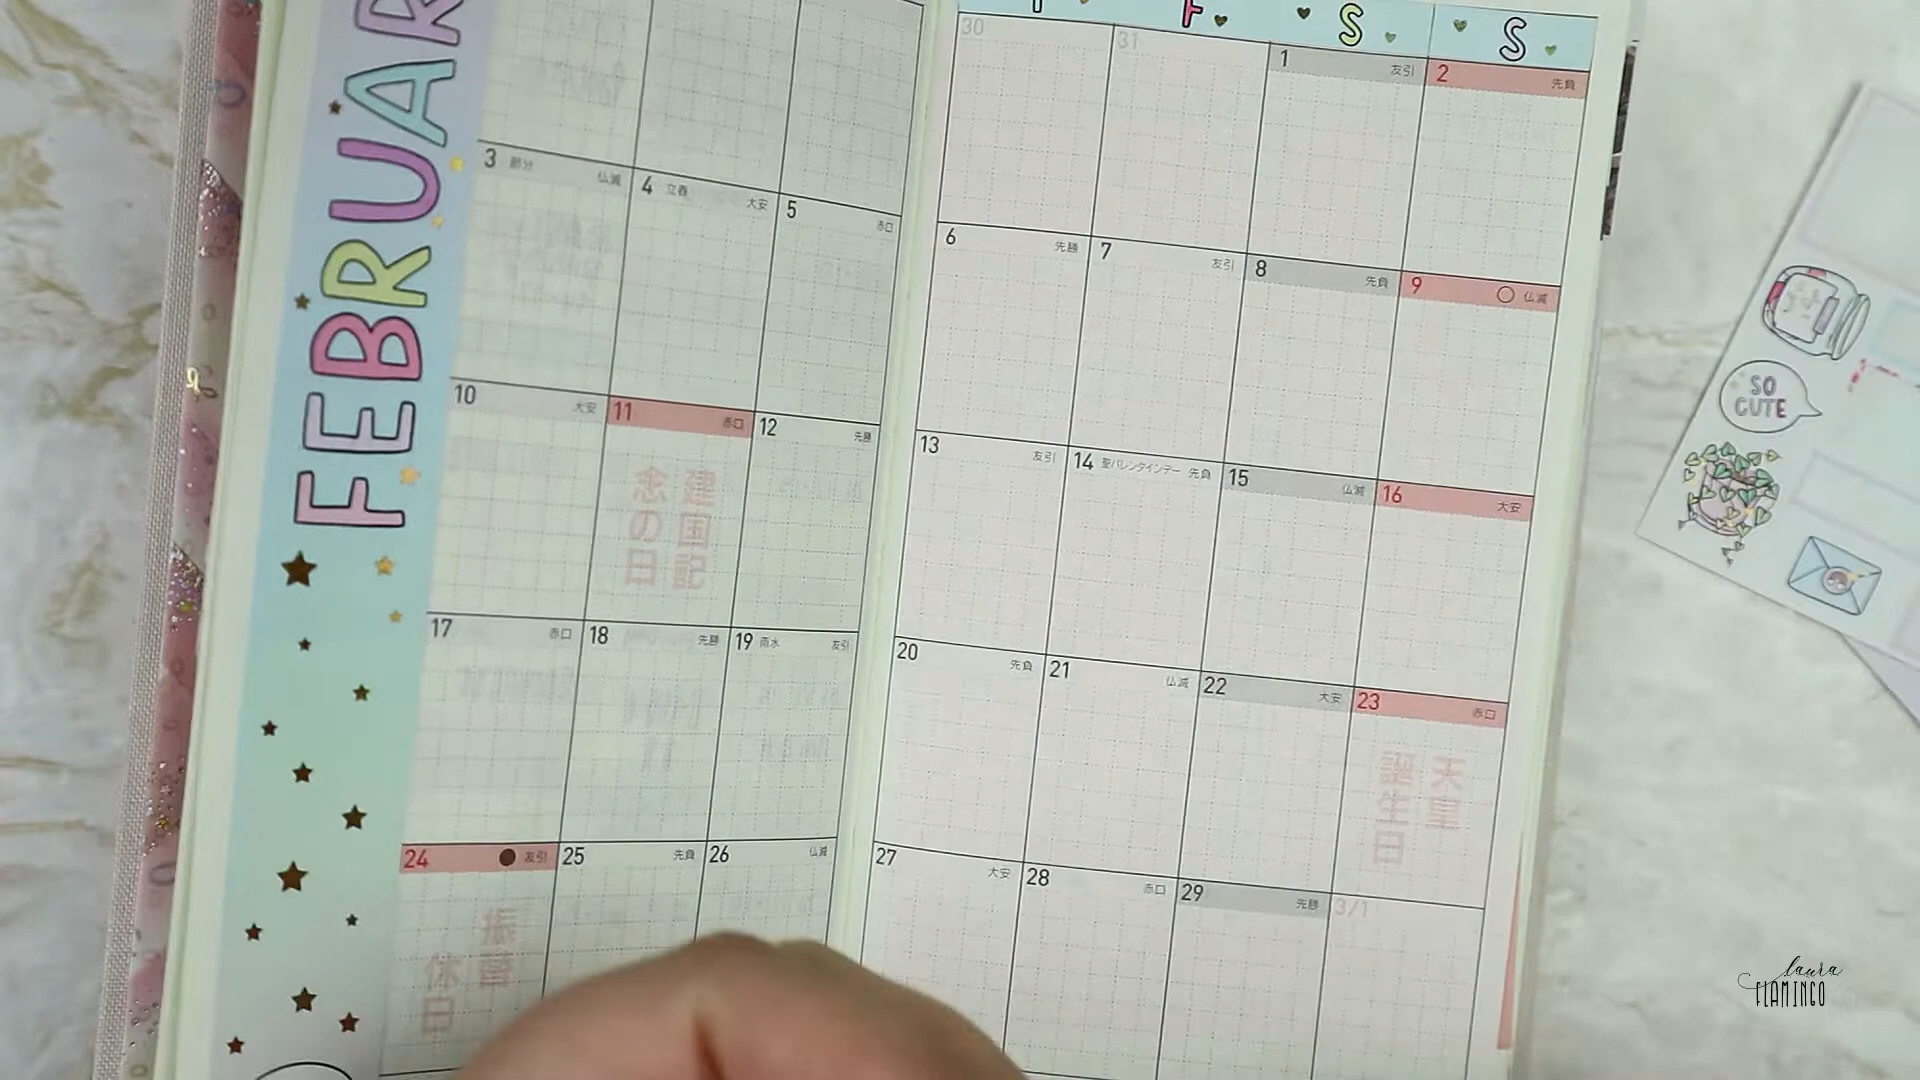 FEBRUAR
F S S
30 31 1 友引 2 先負
3 節分 仏滅 4 立春 大安 5 赤口 6 先勝 7 友引 8 先負 9 仏滅
10 大安 11 赤口 12 先勝 13 友引 14 聖バレンタインデー 先負 15 仏滅 16 大安
建国記
念の日
17 赤口 18 先勝 19 雨水 友引 20 先負 21 仏滅 22 大安 23 赤口
天皇
誕生日
24 友引 25 先負 26 仏滅 27 大安 28 赤口 29 先勝 3/1
振替
休日
SO
CUTE
laura
FLAMINGO